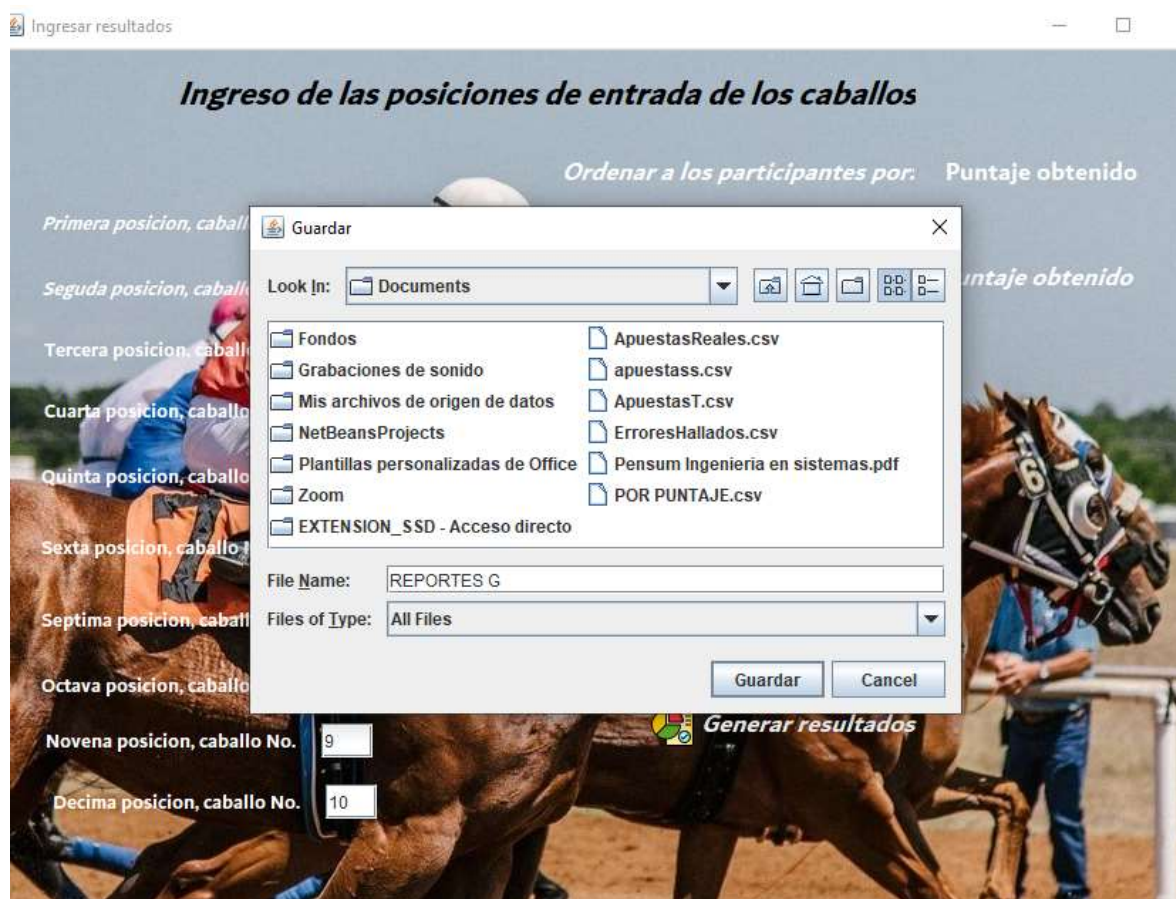 Ingresar resultados
Ingreso de las posiciones de entrada de los caballos
Ordenar a los participantes por: Puntaje obtenido
Primera posicion, caball
Guardar
Look In: Documents
Seguda posicion, caball
untaje obtenido
Fondos ApuestasReales.csv
Tercera posicion, caball
Grabaciones de sonido apuestass.csv
Mis archivos de origen de datos ApuestasT.csv
Cuarta posicion, caballo
NetBeansProjects ErroresHallados.csv
Plantillas personalizadas de Office Pensum Ingenieria en sistemas.pdf
Quinta posicion, caballo
Zoom POR PUNTAJE.csv
EXTENSION_SSD - Acceso directo
Sexta posicion, caballo
File Name: REPORTES G
Septima posicion, caball
Files of Type: All Files
Octava posicion, caballo
Guardar Cancel
Generar resultados
Novena posicion, caballo No. 9
Decima posicion, caballo No. 10
6